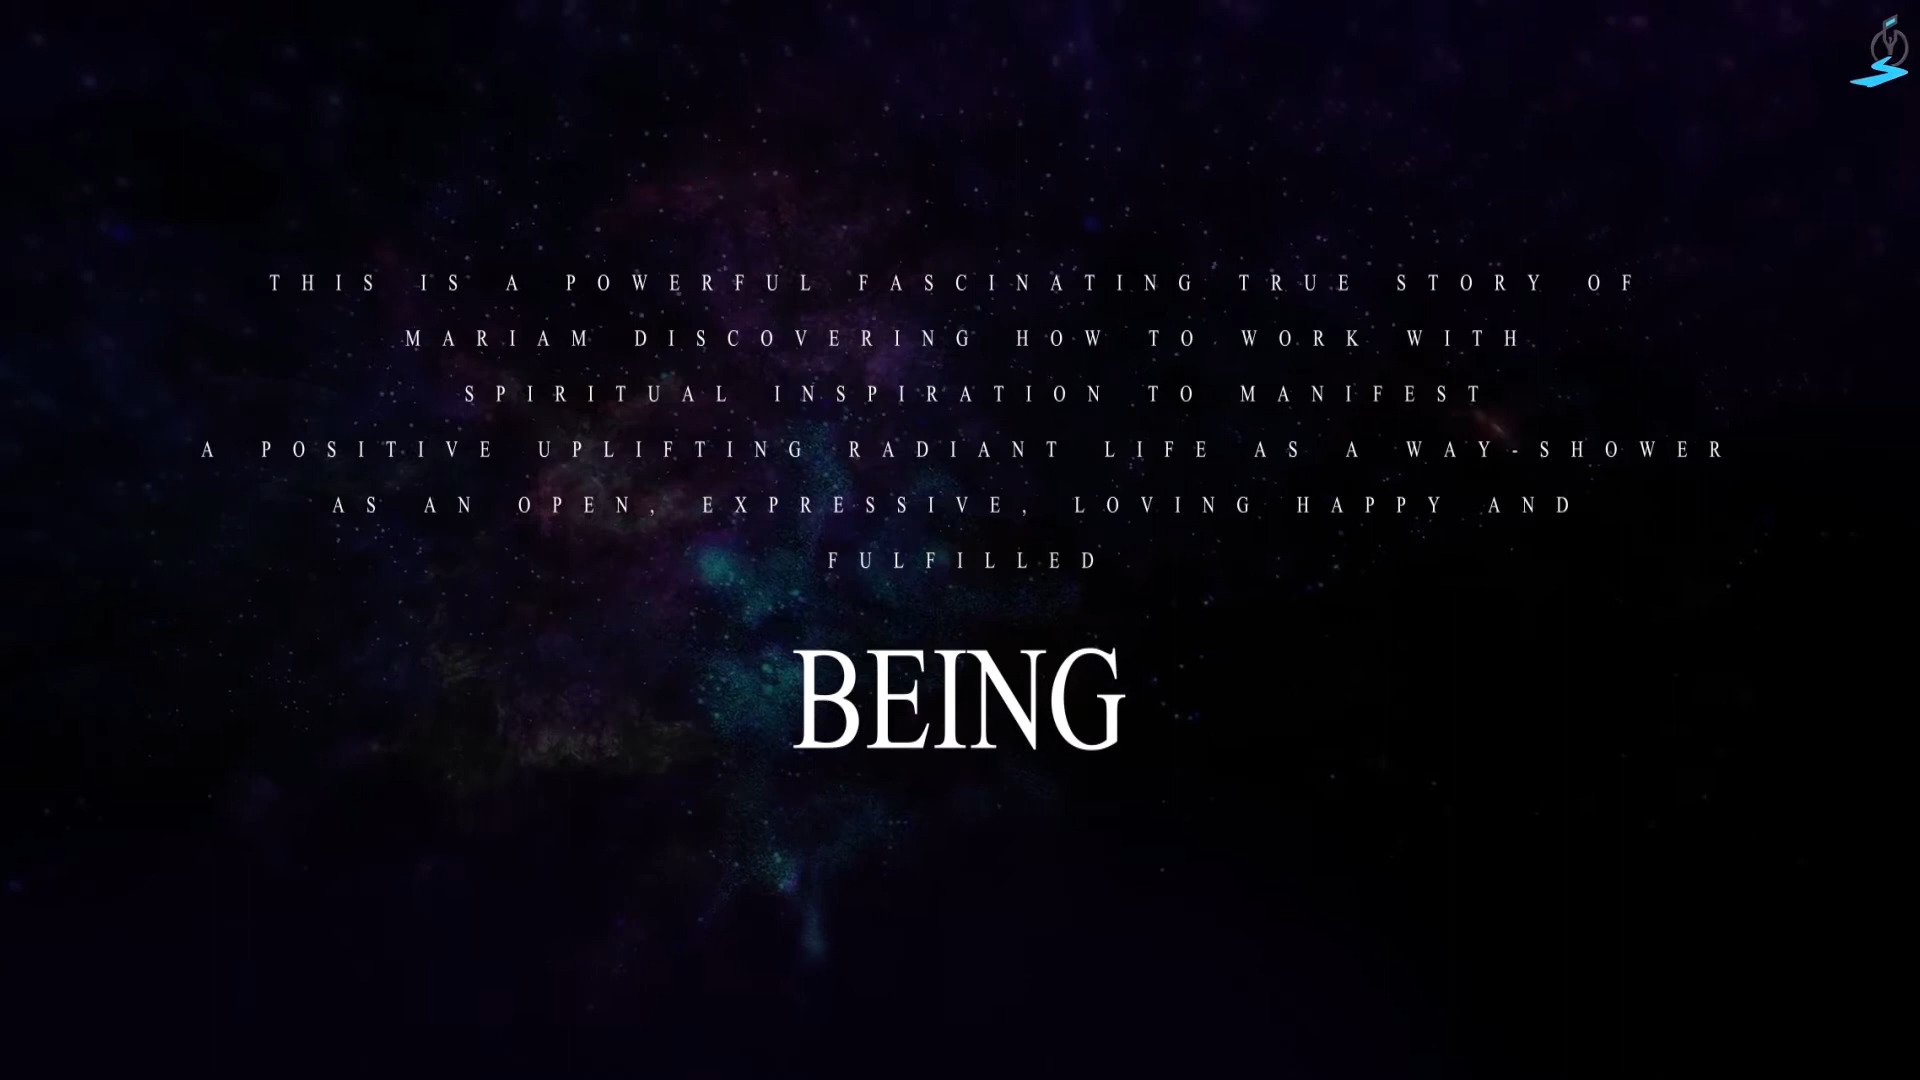 THIS IS A POWERFUL FASCINATING TRUE STORY OF
MARIAM DISCOVERING HOW TO WORK WITH
SPIRITUAL INSPIRATION TO MANIFEST
A POSITIVE UPLIFTING RADIANT LIFE AS A WAY-SHOWER
AS AN OPEN, EXPRESSIVE, LOVING HAPPY AND
FULFILLED
BEING